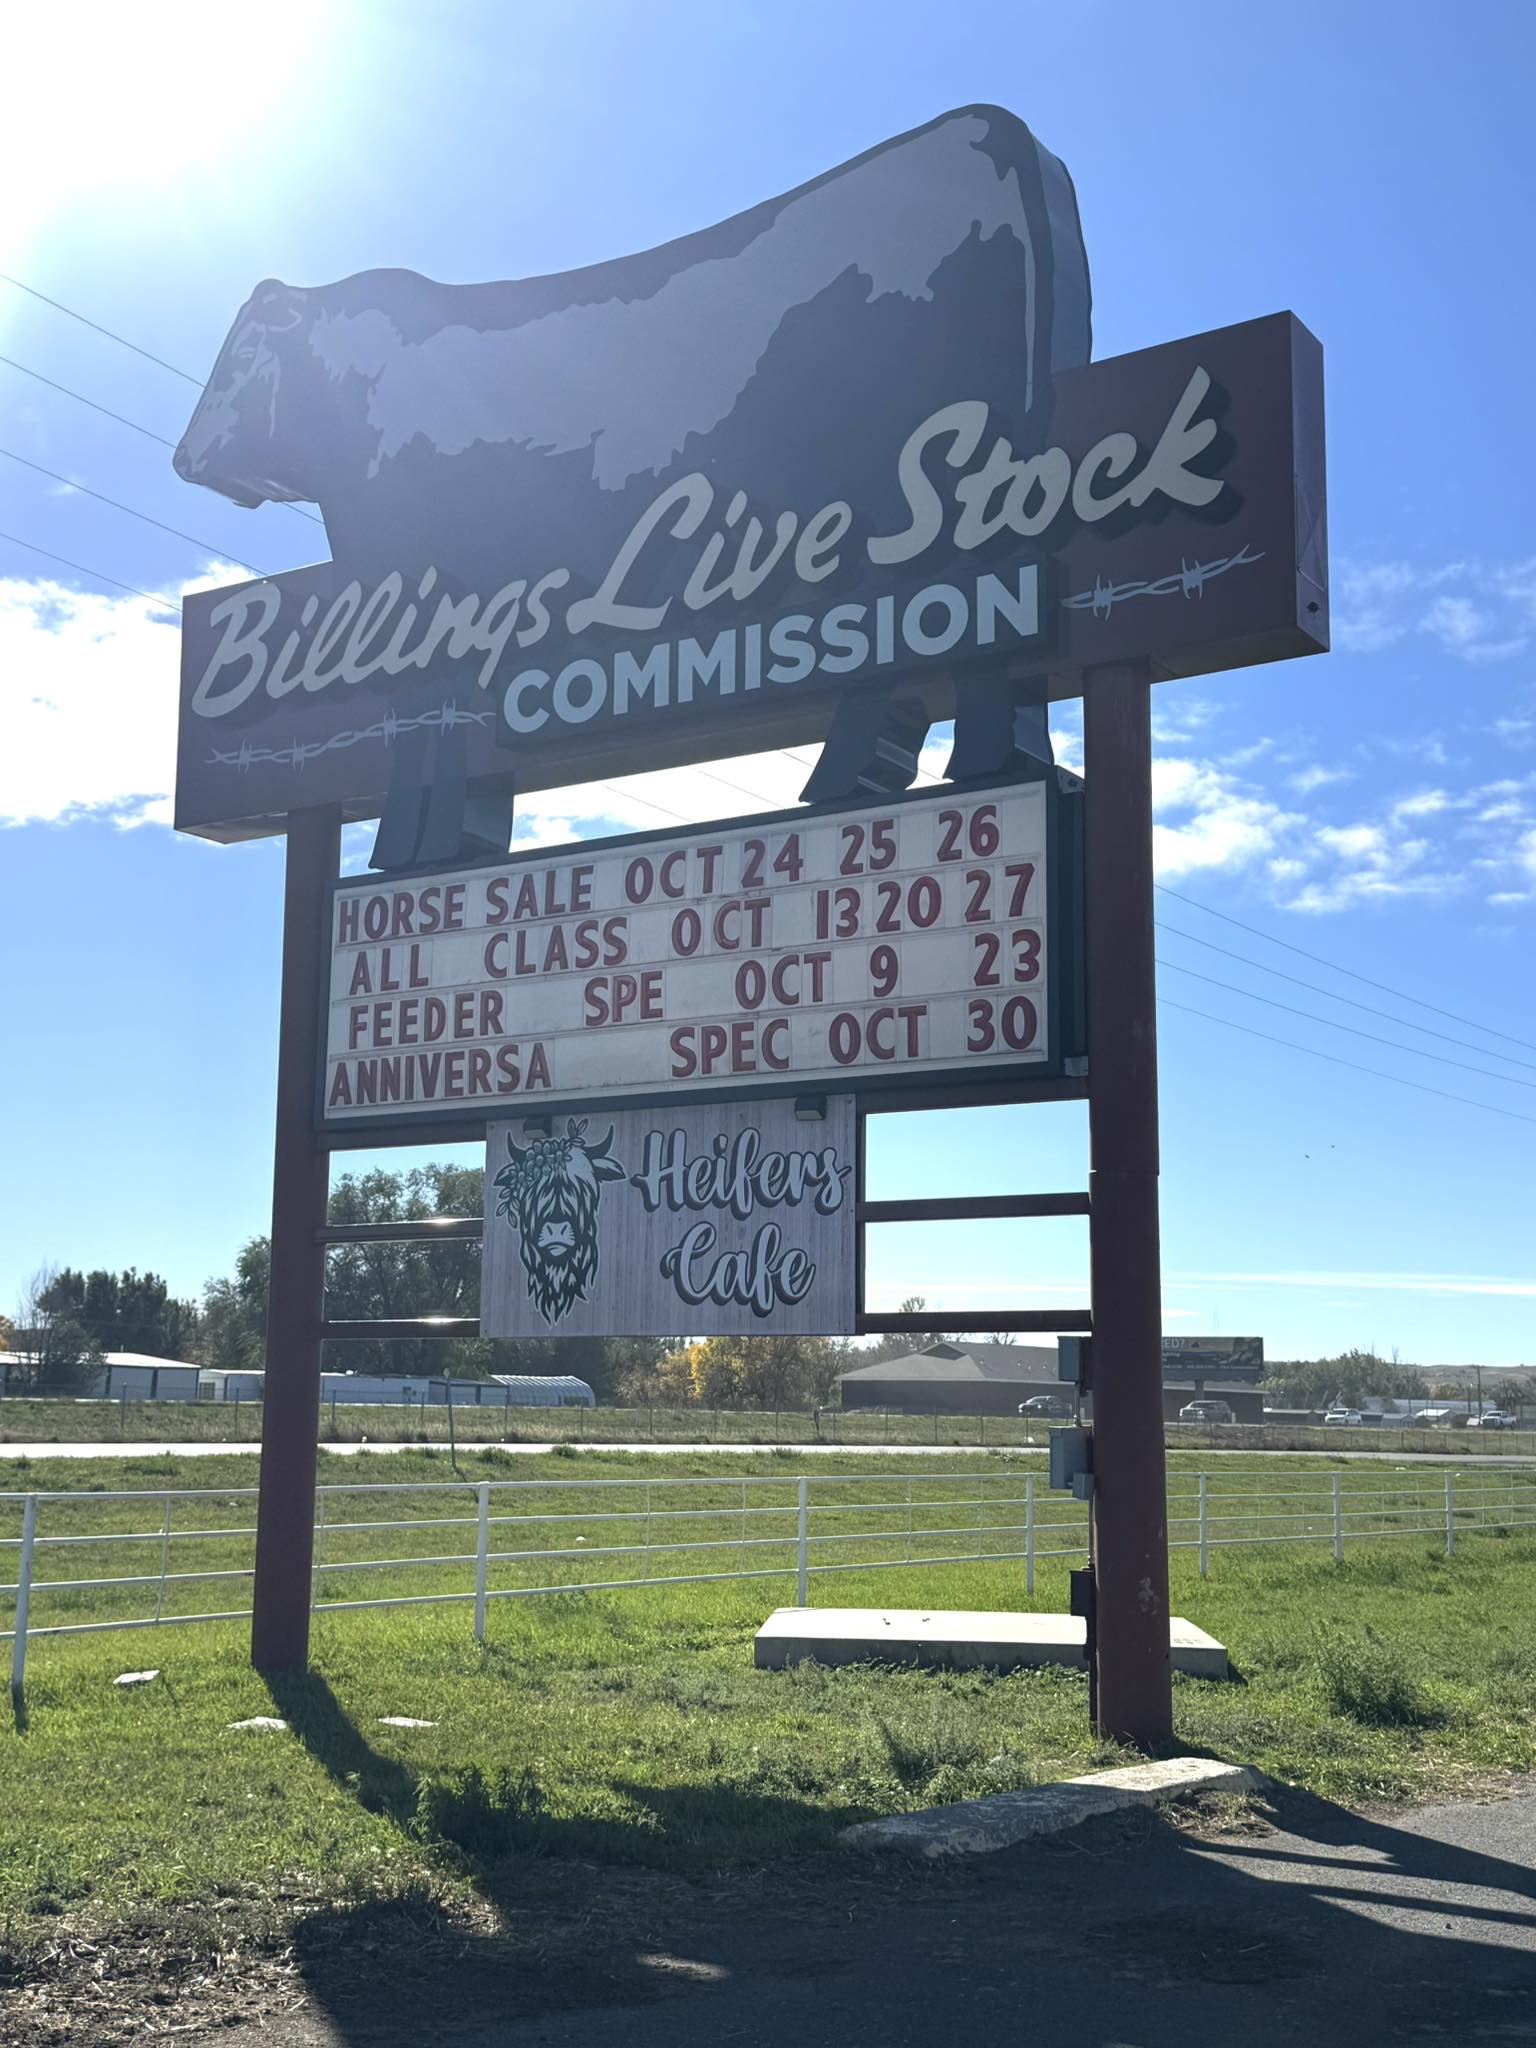 Billings Live Stock
COMMISSION
HORSE SALE OCT 24 25 26
ALL CLASS OCT 13 20 27
FEEDER SPE OCT 9 23
ANNIVERSA SPEC OCT 30
Heifers
Cafe